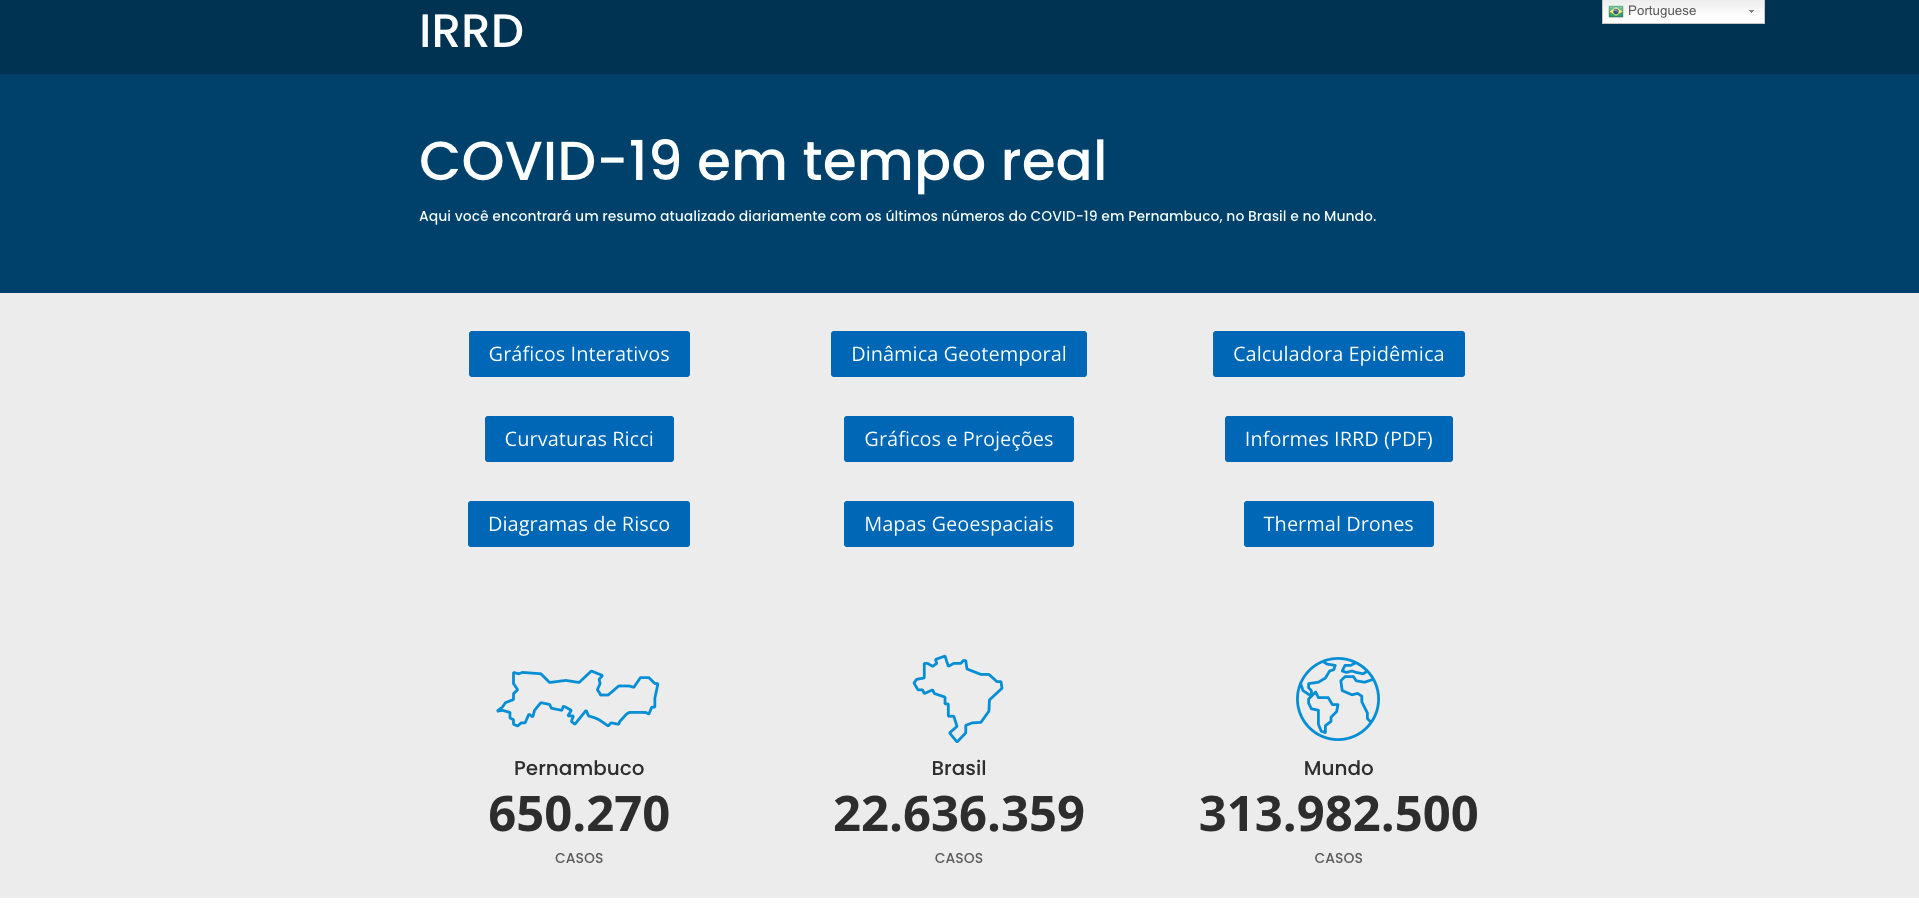 IRRD
Portuguese
COVID-19 em tempo real
Aqui você encontrará um resumo atualizado diariamente com os últimos números do COVID-19 em Pernambuco, no Brasil e no Mundo.
Gráficos Interativos
Dinâmica Geotemporal
Calculadora Epidêmica
Curvaturas Ricci
Gráficos e Projeções
Informes IRRD (PDF)
Diagramas de Risco
Mapas Geoespaciais
Thermal Drones
Pernambuco
650.270
CASOS
Brasil
22.636.359
CASOS
Mundo
313.982.500
CASOS